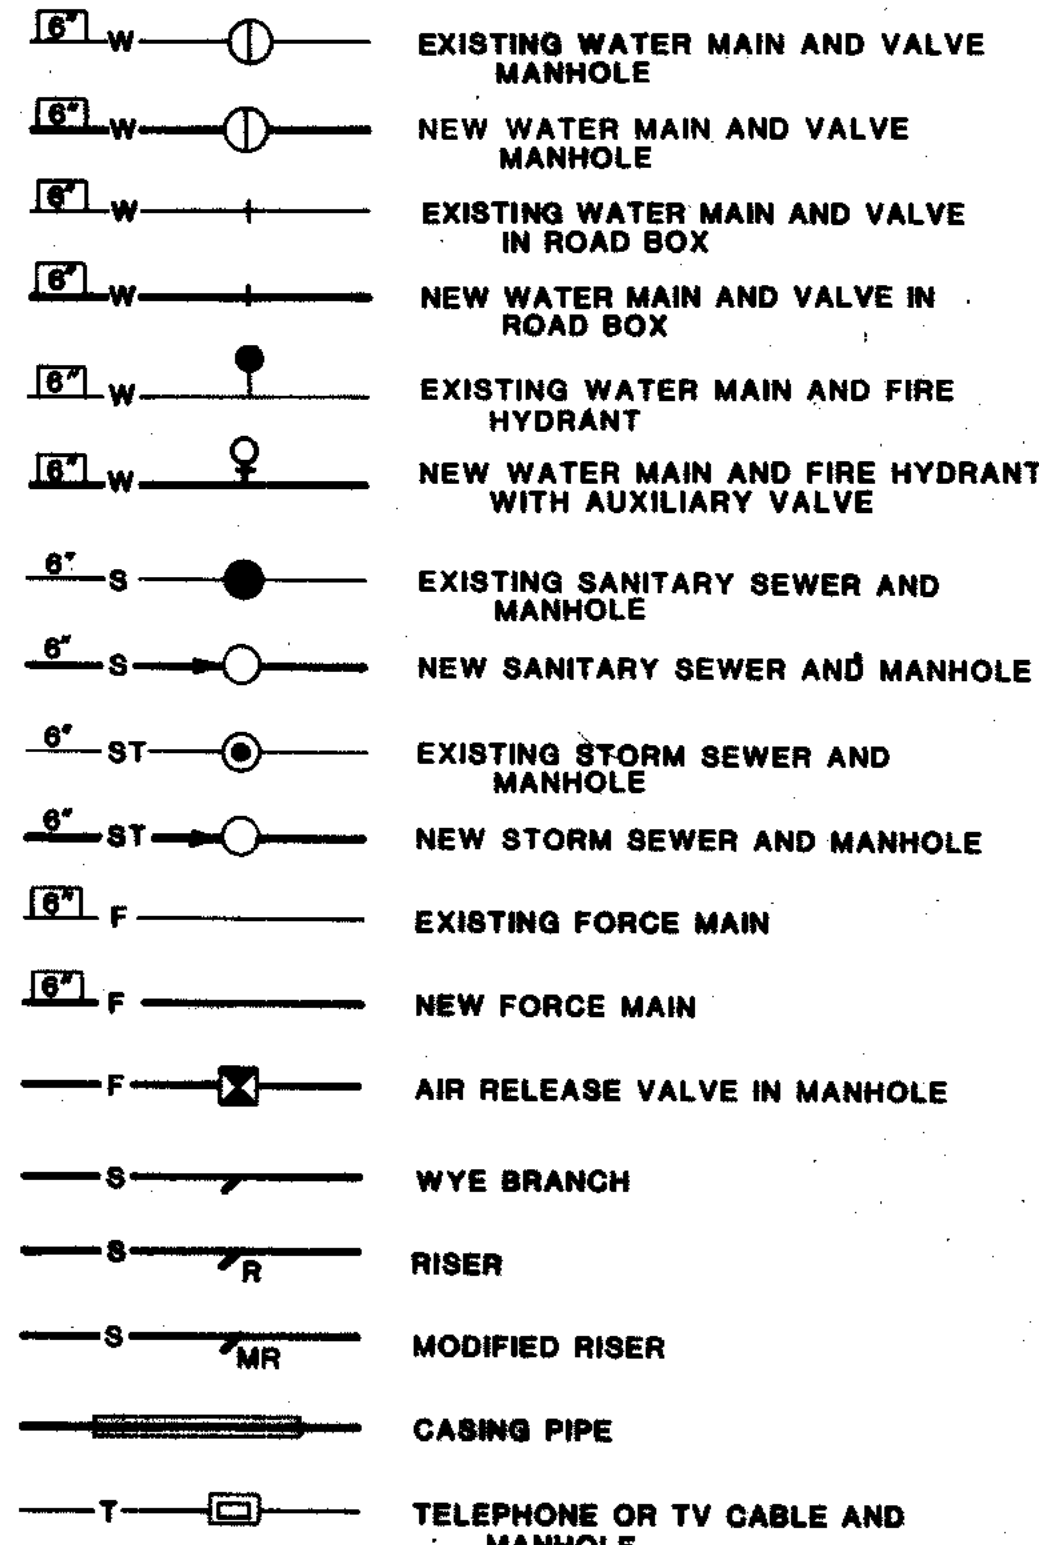 6" W EXISTING WATER MAIN AND VALVE
MANHOLE
6" W NEW WATER MAIN AND VALVE
MANHOLE
6" W EXISTING WATER MAIN AND VALVE
IN ROAD BOX
6" W NEW WATER MAIN AND VALVE IN
ROAD BOX
6" W EXISTING WATER MAIN AND FIRE
HYDRANT
6" W NEW WATER MAIN AND FIRE HYDRANT
WITH AUXILIARY VALVE
6" S EXISTING SANITARY SEWER AND
MANHOLE
6" S NEW SANITARY SEWER AND MANHOLE
6" ST EXISTING STORM SEWER AND
MANHOLE
6" ST NEW STORM SEWER AND MANHOLE
6" F EXISTING FORCE MAIN
6" F NEW FORCE MAIN
F AIR RELEASE VALVE IN MANHOLE
S WYE BRANCH
S R RISER
S MR MODIFIED RISER
CASING PIPE
T TELEPHONE OR TV CABLE AND
MANHOLE